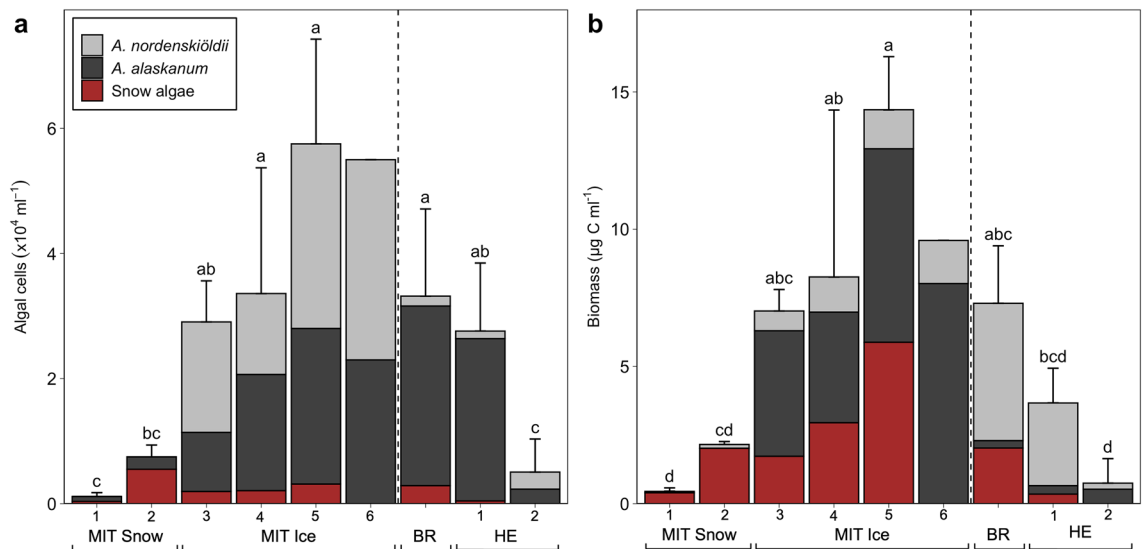 a
A. nordenskiöldii
A. alaskanum
Snow algae
Algal cells (x10⁴ ml⁻¹)
6
4
2
0
c
bc
ab
a
a
a
ab
c
1
2
3
4
5
6
1
2
MIT Snow
MIT Ice
BR
HE
b
Biomass (µg C ml⁻¹)
15
10
5
0
d
cd
abc
ab
a
abc
bcd
d
1
2
3
4
5
6
1
2
MIT Snow
MIT Ice
BR
HE